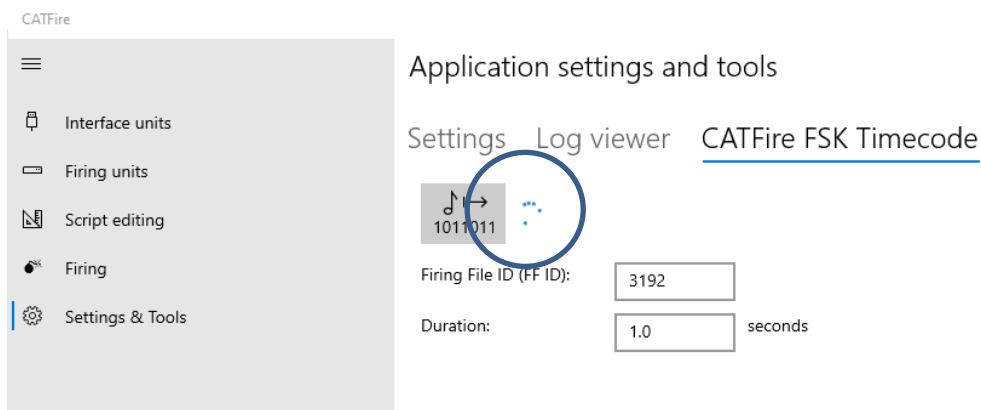 CATFire
Application settings and tools
Interface units
Firing units
Script editing
Firing
Settings & Tools
Settings Log viewer CATFire FSK Timecode
1011011
Firing File ID (FF ID): 3192
Duration: 1.0 seconds